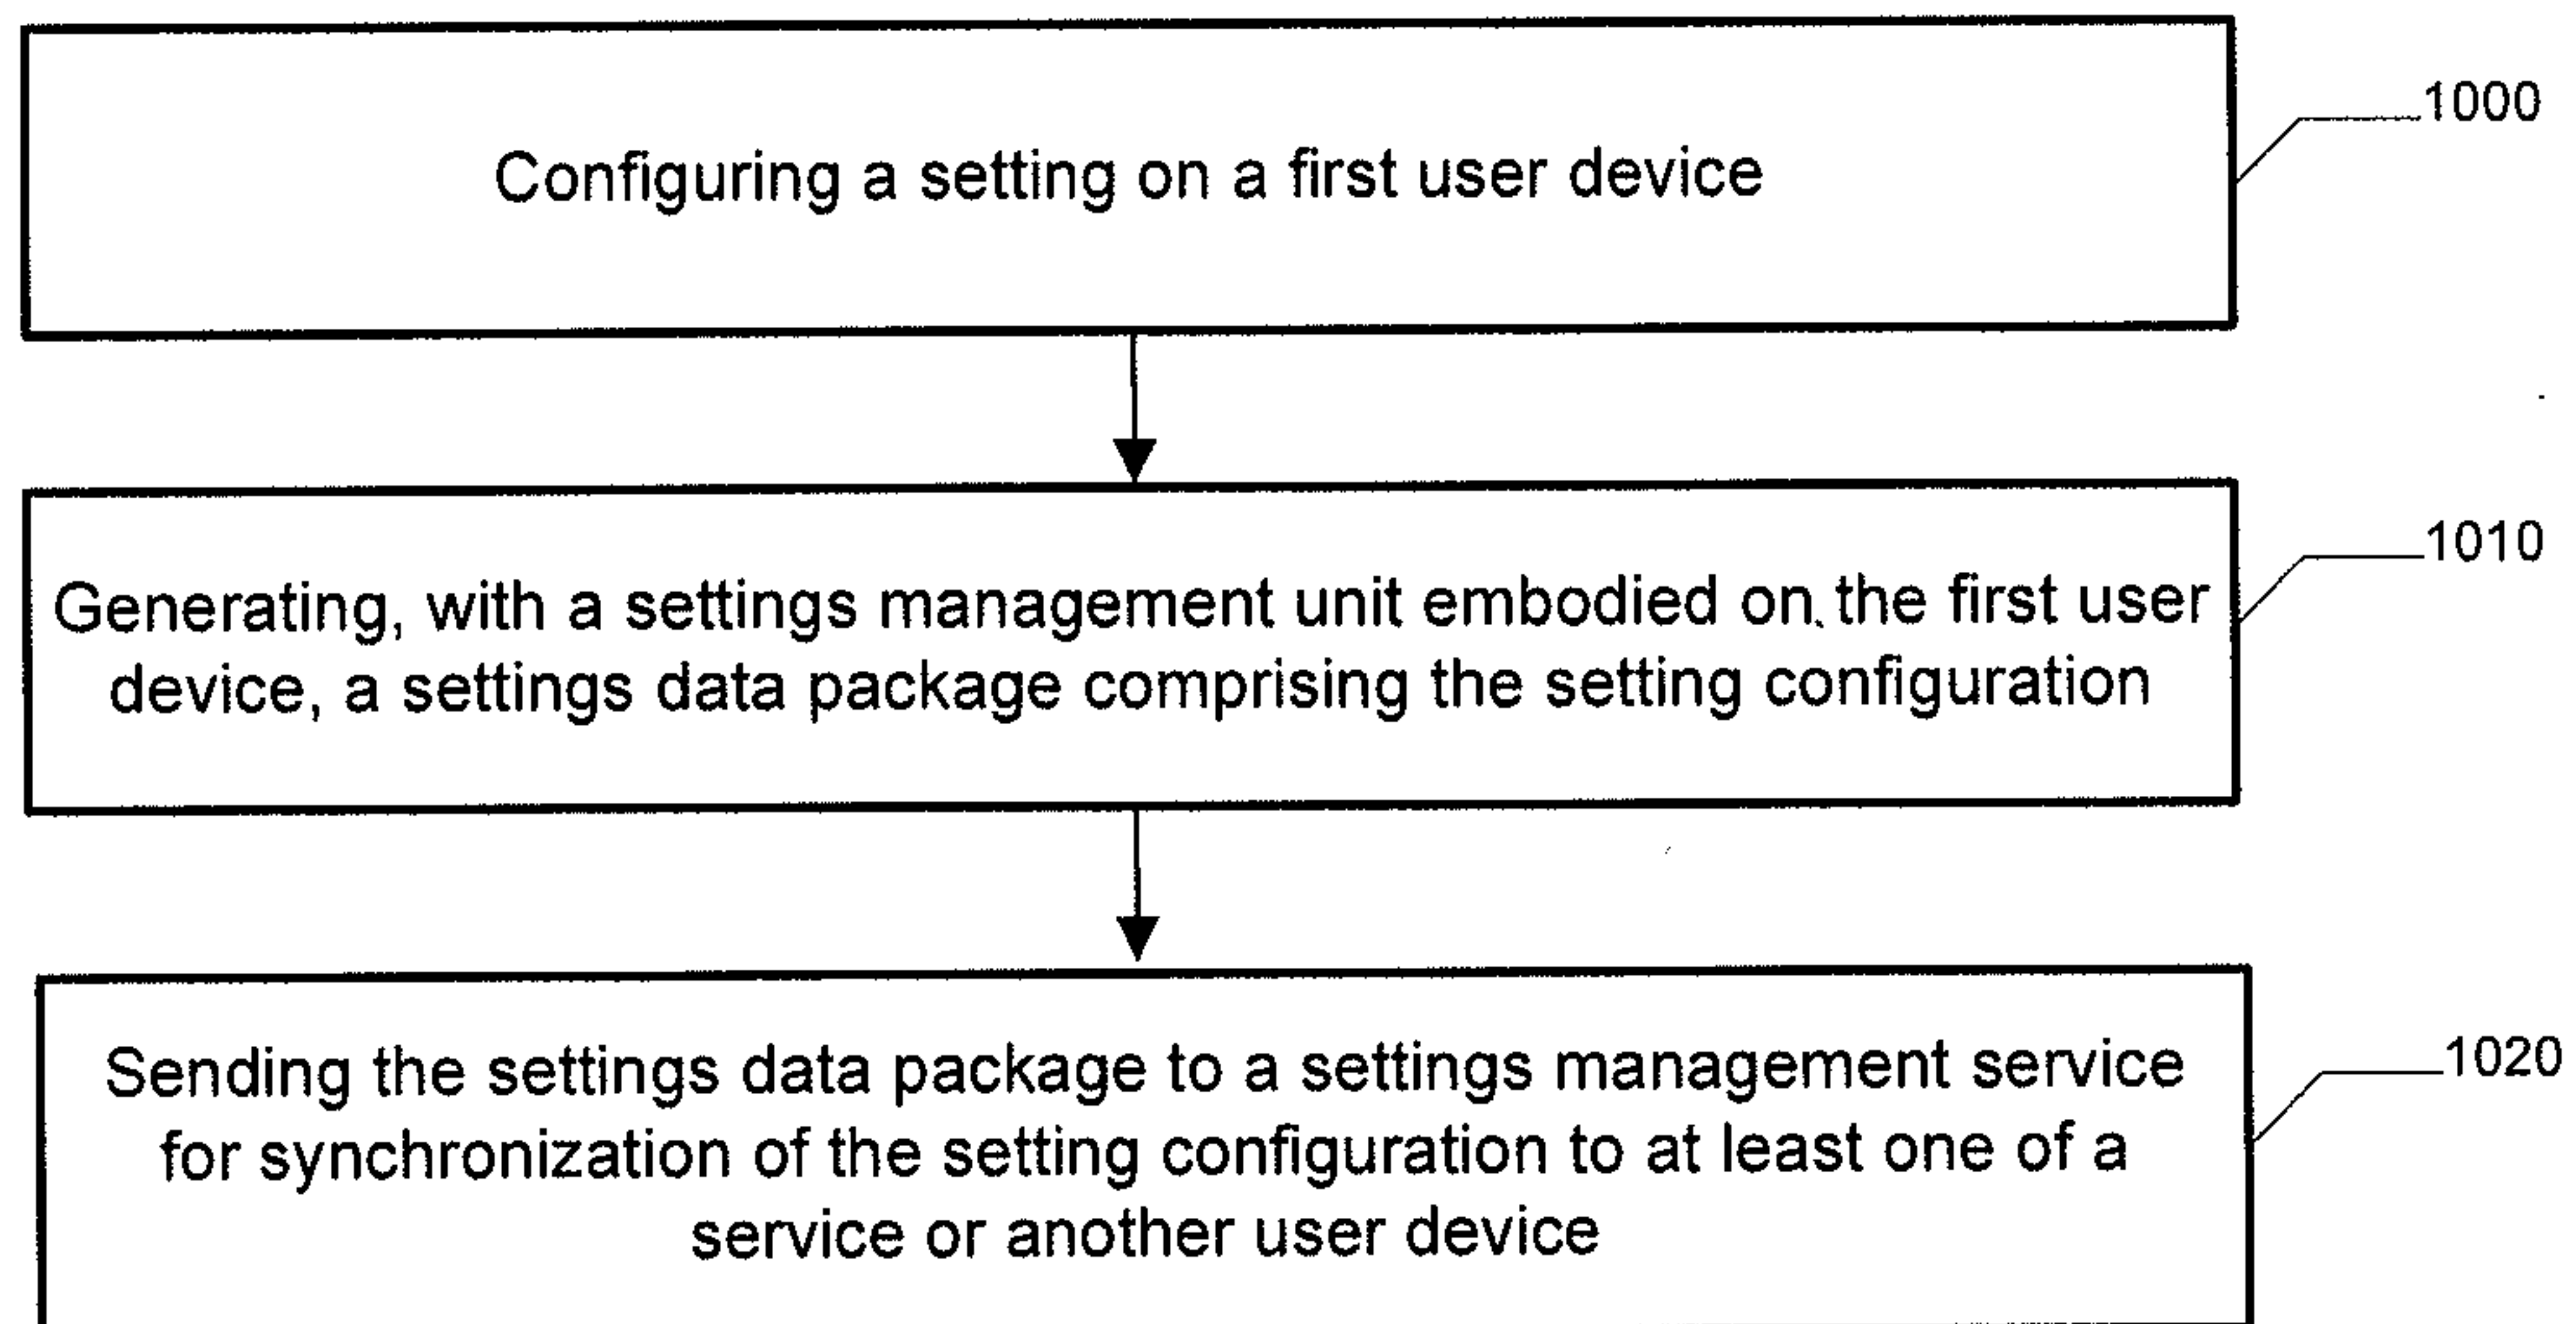 Configuring a setting on a first user device
1000
Generating, with a settings management unit embodied on the first user
device, a settings data package comprising the setting configuration
1010
Sending the settings data package to a settings management service
for synchronization of the setting configuration to at least one of a
service or another user device
1020